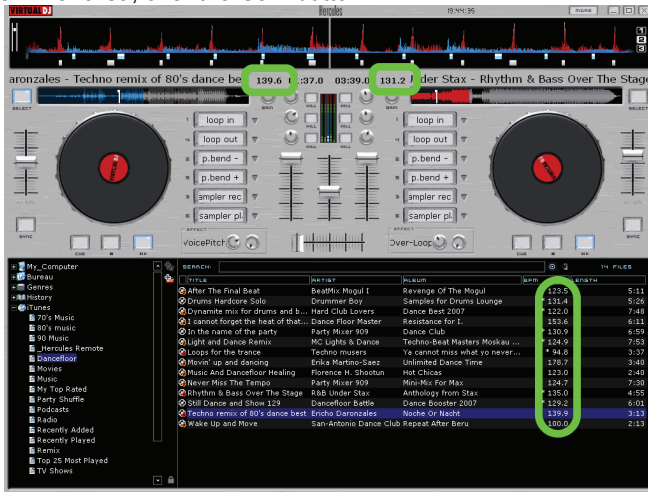 VIRTUALDJ Hercules 19:44:35 MORE
1
2
3
aronzales - Techno remix of 80's dance be 139.6 1:37.0 03:39.0 131.2 der Stax - Rhythm & Bass Over The Stage
SELECT GAIN KILL KILL GAIN SELECT
loop in loop in
loop out loop out
p.bend - p.bend -
p.bend + p.bend +
sampler rec ampler rec
sampler pl. sampler pl.
SYNC EFFECT EFFECT SYNC
VoicePitch Over-Loop
CUE CUE
SEARCH: 14 FILES
TITLE ARTIST ALBUM BPM LENGTH
My_Computer
Bureau
Genres
History
iTunes
70's Music
80's music
90 Music
_Hercules Remote
Dancefloor
Movies
Music
My Top Rated
Party Shuffle
Podcasts
Radio
Recently Added
Recently Played
Remix
Top 25 Most Played
TV Shows
After The Final Beat BeatMix Mogul I Revenge Of The Mogul 123.5 5:11
Drums Hardcore Solo Drummer Boy Samples for Drums Lounge * 131.4 5:26
Dynamite mix for drums and b... Hard Club Lovers Dance Best 2007 * 122.0 7:48
I cannot forget the heat of that... Dance Floor Master Resistance for I. 153.6 6:11
In the name of the party Party Mixer 909 Dance Club * 130.9 6:59
Light and Dance Remix MC Lights & Dance Techno-Beat Masters Moskau ... * 124.9 7:53
Loops for the trance Techno musers Ya cannot miss what yo never... * 94.8 3:37
Movin' up and dancing Erika Martino-Saez Unlimited Dance Time 178.7 3:40
Music And Dancefloor Healing Florence H. Shootun Hot Chicas 123.0 2:40
Never Miss The Tempo Party Mixer 909 Mini-Mix For Max 124.7 7:30
Rhythm & Bass Over The Stage R&B Under Stax Anthology from Stax * 135.0 4:55
Still Dance and Show 129 Dancefloor Battle Dance Booster 2007 * 129.2 6:01
Techno remix of 80's dance best Ericho Daronzales Noche Or Nacht 139.9 3:13
Wake Up and Move San-Antonio Dance Club Repeat After Beru 100.0 2:13